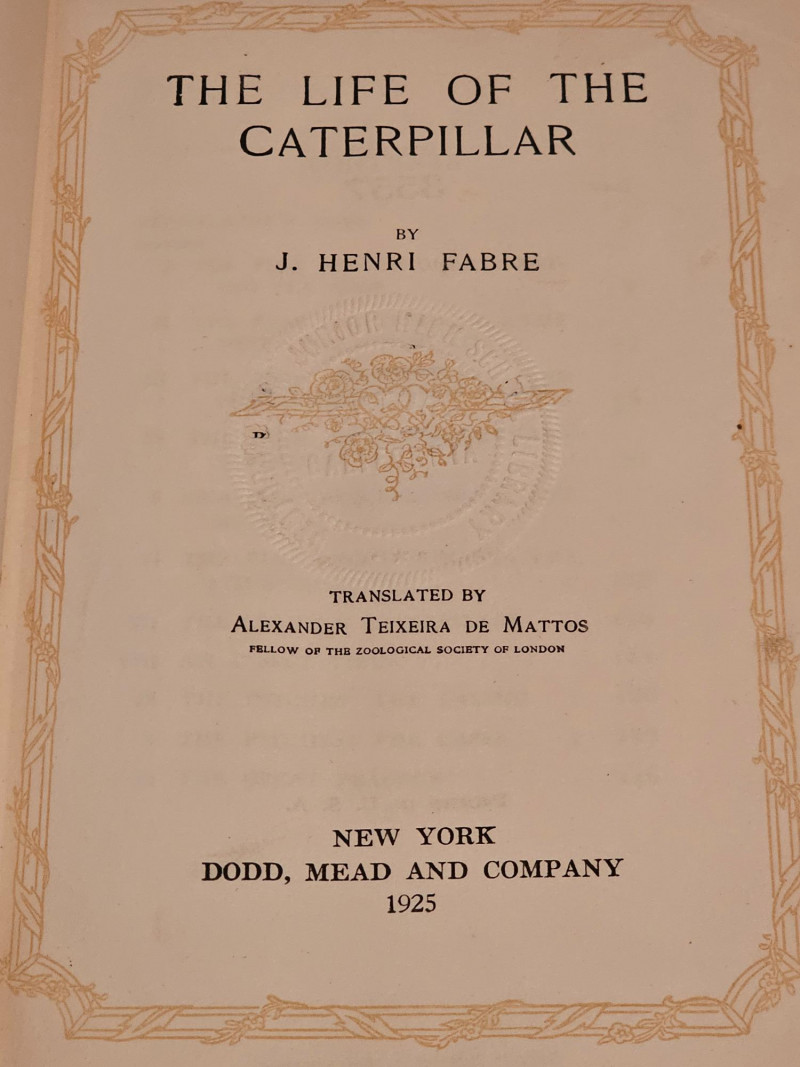 THE LIFE OF THE
CATERPILLAR
BY
J. HENRI FABRE
LIBRARY
TRANSLATED BY
ALEXANDER TEIXEIRA DE MATTOS
FELLOW OF THE ZOOLOGICAL SOCIETY OF LONDON
NEW YORK
DODD, MEAD AND COMPANY
1925